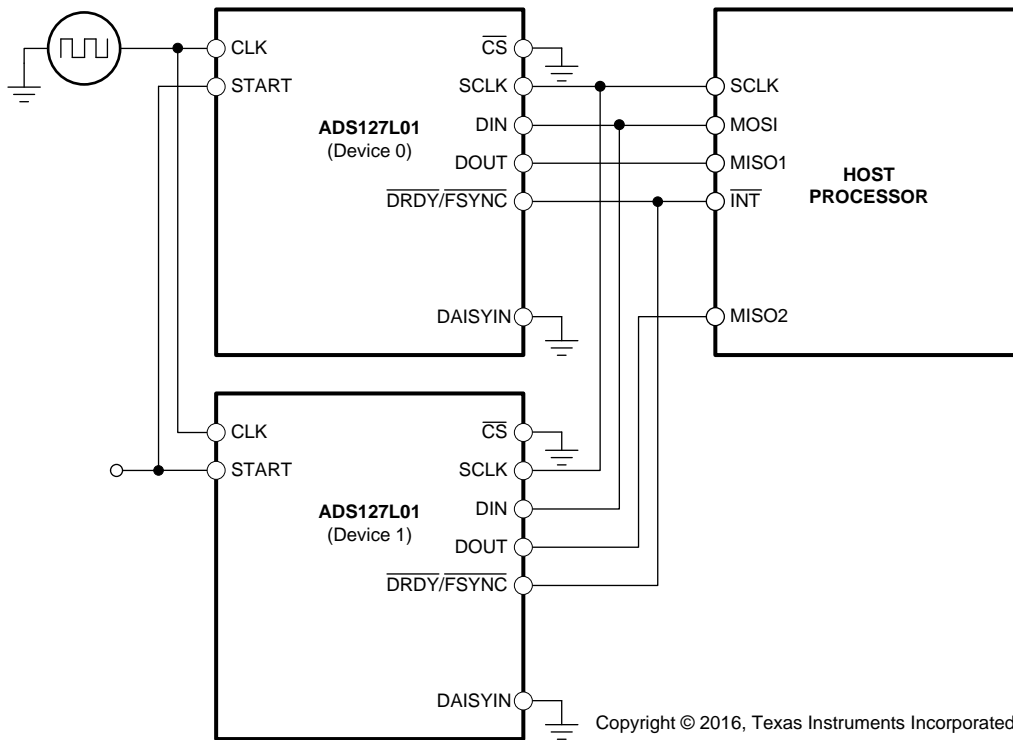 CLK
START
ADS127L01
(Device 0)
CS
SCLK
DIN
DOUT
DRDY/FSYNC
DAISYIN
SCLK
MOSI
MISO1
INT
MISO2
HOST
PROCESSOR
CLK
START
ADS127L01
(Device 1)
CS
SCLK
DIN
DOUT
DRDY/FSYNC
DAISYIN
Copyright © 2016, Texas Instruments Incorporated